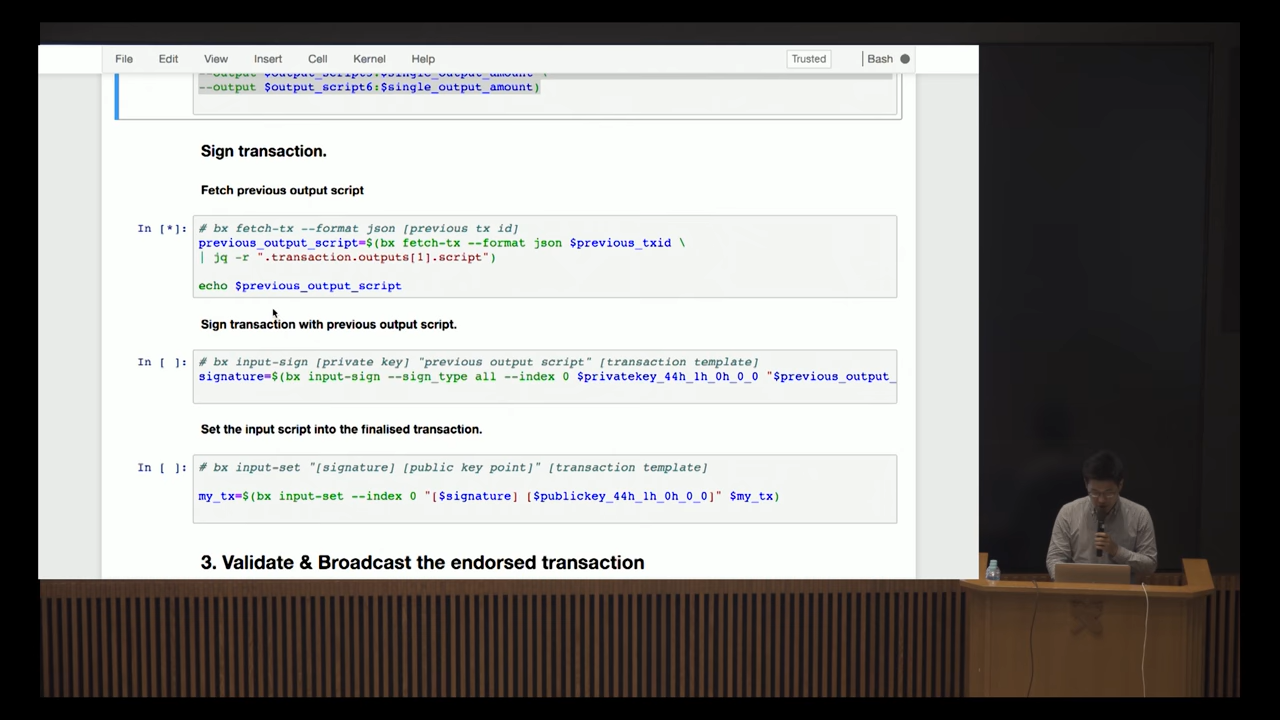 File Edit View Insert Cell Kernel Help Trusted Bash
--output $output_script5:$single_output_amount \
--output $output_script6:$single_output_amount)
Sign transaction.
Fetch previous output script
In [*]: # bx fetch-tx --format json [previous tx id]
previous_output_script=$(bx fetch-tx --format json $previous_txid \
| jq -r ".transaction.outputs[1].script")
echo $previous_output_script
Sign transaction with previous output script.
In [ ]: # bx input-sign [private key] "previous output script" [transaction template]
signature=$(bx input-sign --sign_type all --index 0 $privatekey_44h_1h_0h_0_0 "$previous_output_
Set the input script into the finalised transaction.
In [ ]: # bx input-set "[signature] [public key point]" [transaction template]
my_tx=$(bx input-set --index 0 "[$signature] [$publickey_44h_1h_0h_0_0]" $my_tx)
3. Validate & Broadcast the endorsed transaction